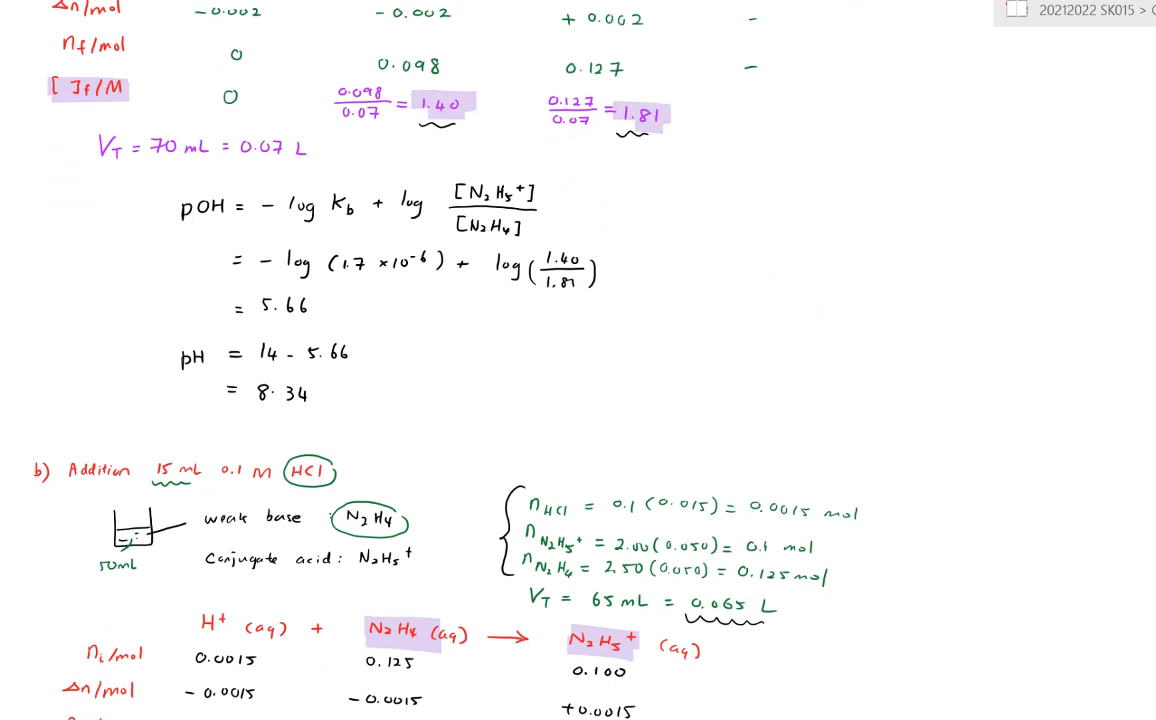 20212022 SK015 > C
Δn/mol - 0.002 - 0.002 + 0.002 -
nf/mol 0 0.098 0.127 -
[ ]f/M 0 0.098/0.07 = 1.40 0.127/0.07 = 1.81
VT = 70 mL = 0.07 L
pOH = - log Kb + log [N2H5+]/[N2H4]
= - log (1.7 ×10-6) + log (1.40/1.81)
= 5.66
pH = 14 - 5.66
= 8.34
b) Addition 15 mL 0.1 M HCl
weak base : N2H4
Conjugate acid : N2H5+
50mL
nHCl = 0.1 (0.015) = 0.0015 mol
nN2H5+ = 2.00 (0.050) = 0.1 mol
nN2H4 = 2.50 (0.050) = 0.125 mol
VT = 65 mL = 0.065 L
H+ (aq) + N2H4 (aq) → N2H5+ (aq)
ni/mol 0.0015 0.125 0.100
Δn/mol - 0.0015 - 0.0015 +0.0015